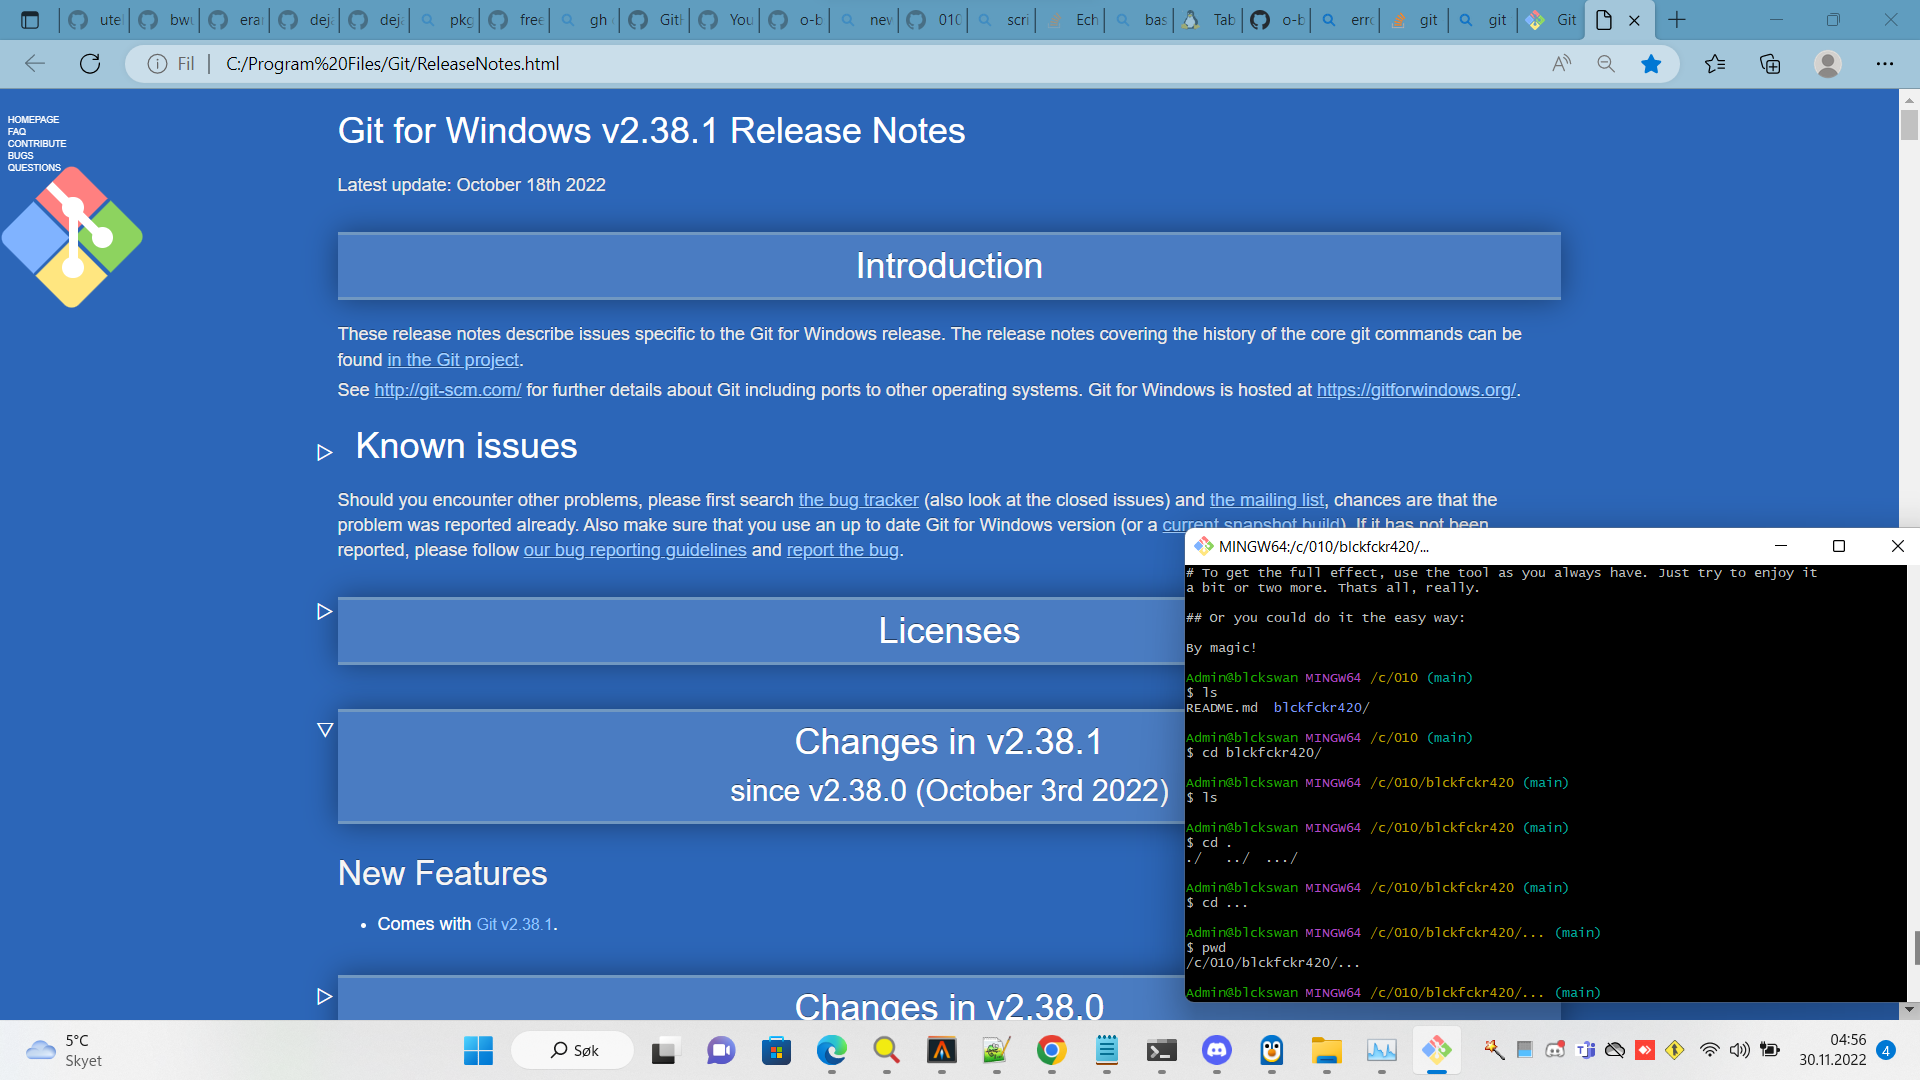 utel
bwu
erar
deja
deja
pkg
free
gh
GitH
You
o-b
new
010
scri
Ech
bas
Tab
o-b
erro
git
git
Git
Fil
C:/Program%20Files/Git/ReleaseNotes.html
HOMEPAGE
FAQ
CONTRIBUTE
BUGS
QUESTIONS
Git for Windows v2.38.1 Release Notes
Latest update: October 18th 2022
Introduction
These release notes describe issues specific to the Git for Windows release. The release notes covering the history of the core git commands can be
found in the Git project.
See http://git-scm.com/ for further details about Git including ports to other operating systems. Git for Windows is hosted at https://gitforwindows.org/.
Known issues
Should you encounter other problems, please first search the bug tracker (also look at the closed issues) and the mailing list, chances are that the
problem was reported already. Also make sure that you use an up to date Git for Windows version (or a current snapshot build). If it has not been
reported, please follow our bug reporting guidelines and report the bug.
Licenses
Changes in v2.38.1
since v2.38.0 (October 3rd 2022)
New Features
Comes with Git v2.38.1.
Changes in v2.38.0
MINGW64:/c/010/blckfckr420/...
# To get the full effect, use the tool as you always have. Just try to enjoy it
a bit or two more. Thats all, really.
## Or you could do it the easy way:
By magic!
Admin@blckswan MINGW64 /c/010 (main)
$ ls
README.md  blckfckr420/
Admin@blckswan MINGW64 /c/010 (main)
$ cd blckfckr420/
Admin@blckswan MINGW64 /c/010/blckfckr420 (main)
$ ls
Admin@blckswan MINGW64 /c/010/blckfckr420 (main)
$ cd .
./   ../  .../
Admin@blckswan MINGW64 /c/010/blckfckr420 (main)
$ cd ...
Admin@blckswan MINGW64 /c/010/blckfckr420/... (main)
$ pwd
/c/010/blckfckr420/...
Admin@blckswan MINGW64 /c/010/blckfckr420/... (main)
5°C
Skyet
Søk
04:56
30.11.2022
4